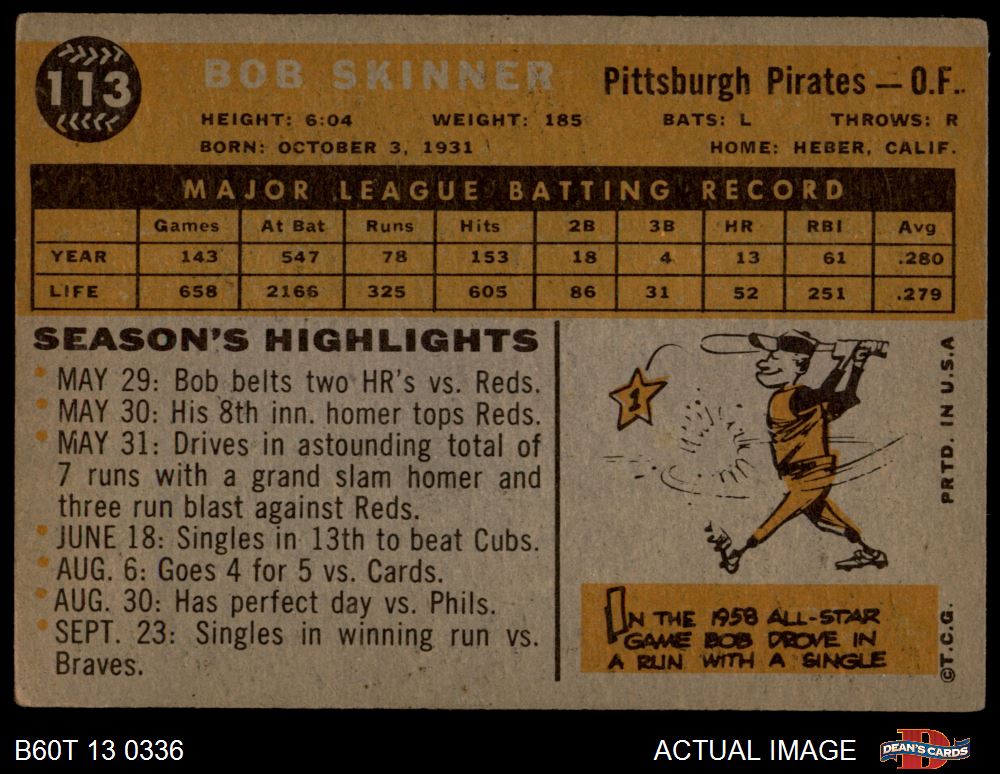 113
BOB SKINNER
Pittsburgh Pirates — O.F..
HEIGHT: 6:04 WEIGHT: 185 BATS: L THROWS: R
BORN: OCTOBER 3, 1931 HOME: HEBER, CALIF.
MAJOR LEAGUE BATTING RECORD
Games At Bat Runs Hits 2B 3B HR RBI Avg
YEAR 143 547 78 153 18 4 13 61 .280
LIFE 658 2166 325 605 86 31 52 251 .279
SEASON'S HIGHLIGHTS
MAY 29: Bob belts two HR's vs. Reds.
MAY 30: His 8th inn. homer tops Reds.
MAY 31: Drives in astounding total of
7 runs with a grand slam homer and
three run blast against Reds.
JUNE 18: Singles in 13th to beat Cubs.
AUG. 6: Goes 4 for 5 vs. Cards.
AUG. 30: Has perfect day vs. Phils.
SEPT. 23: Singles in winning run vs.
Braves.
1
IN THE 1958 ALL-STAR
GAME BOB DROVE IN
A RUN WITH A SINGLE
PRTD. IN U.S.A
©T.C.G.
B60T 13 0336
ACTUAL IMAGE
DEAN'S CARDS